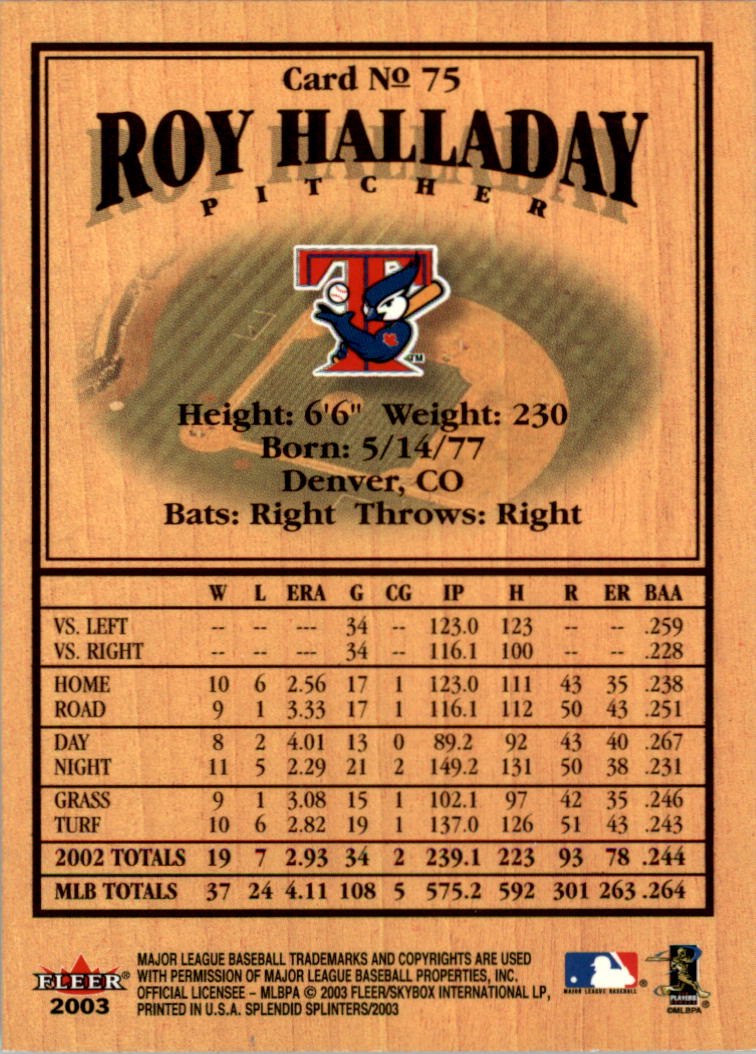 Card Nº 75
ROY HALLADAY
PITCHER
TM
Height: 6'6" Weight: 230
Born: 5/14/77
Denver, CO
Bats: Right Throws: Right
W L ERA G CG IP H R ER BAA
VS. LEFT -- -- --- 34 -- 123.0 123 -- -- .259
VS. RIGHT -- -- --- 34 -- 116.1 100 -- -- .228
HOME 10 6 2.56 17 1 123.0 111 43 35 .238
ROAD 9 1 3.33 17 1 116.1 112 50 43 .251
DAY 8 2 4.01 13 0 89.2 92 43 40 .267
NIGHT 11 5 2.29 21 2 149.2 131 50 38 .231
GRASS 9 1 3.08 15 1 102.1 97 42 35 .246
TURF 10 6 2.82 19 1 137.0 126 51 43 .243
2002 TOTALS 19 7 2.93 34 2 239.1 223 93 78 .244
MLB TOTALS 37 24 4.11 108 5 575.2 592 301 263 .264
FLEER®
2003
MAJOR LEAGUE BASEBALL TRADEMARKS AND COPYRIGHTS ARE USED
WITH PERMISSION OF MAJOR LEAGUE BASEBALL PROPERTIES, INC.
OFFICIAL LICENSEE – MLBPA © 2003 FLEER/SKYBOX INTERNATIONAL LP,
PRINTED IN U.S.A. SPLENDID SPLINTERS/2003
MAJOR LEAGUE BASEBALL®
PLAYERS
©MLBPA